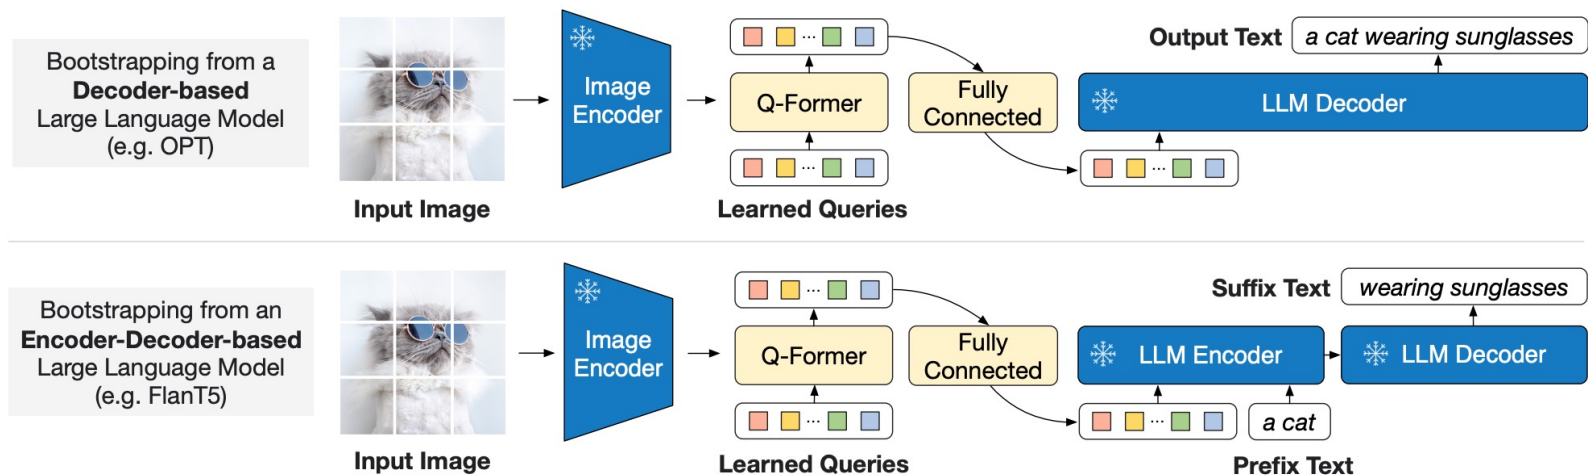 Bootstrapping from a
Decoder-based
Large Language Model
(e.g. OPT)
Input Image
Image
Encoder
Q-Former
Learned Queries
Fully
Connected
Output Text
a cat wearing sunglasses
LLM Decoder
Bootstrapping from an
Encoder-Decoder-based
Large Language Model
(e.g. FlanT5)
Input Image
Image
Encoder
Q-Former
Learned Queries
Fully
Connected
LLM Encoder
a cat
Prefix Text
Suffix Text
wearing sunglasses
LLM Decoder